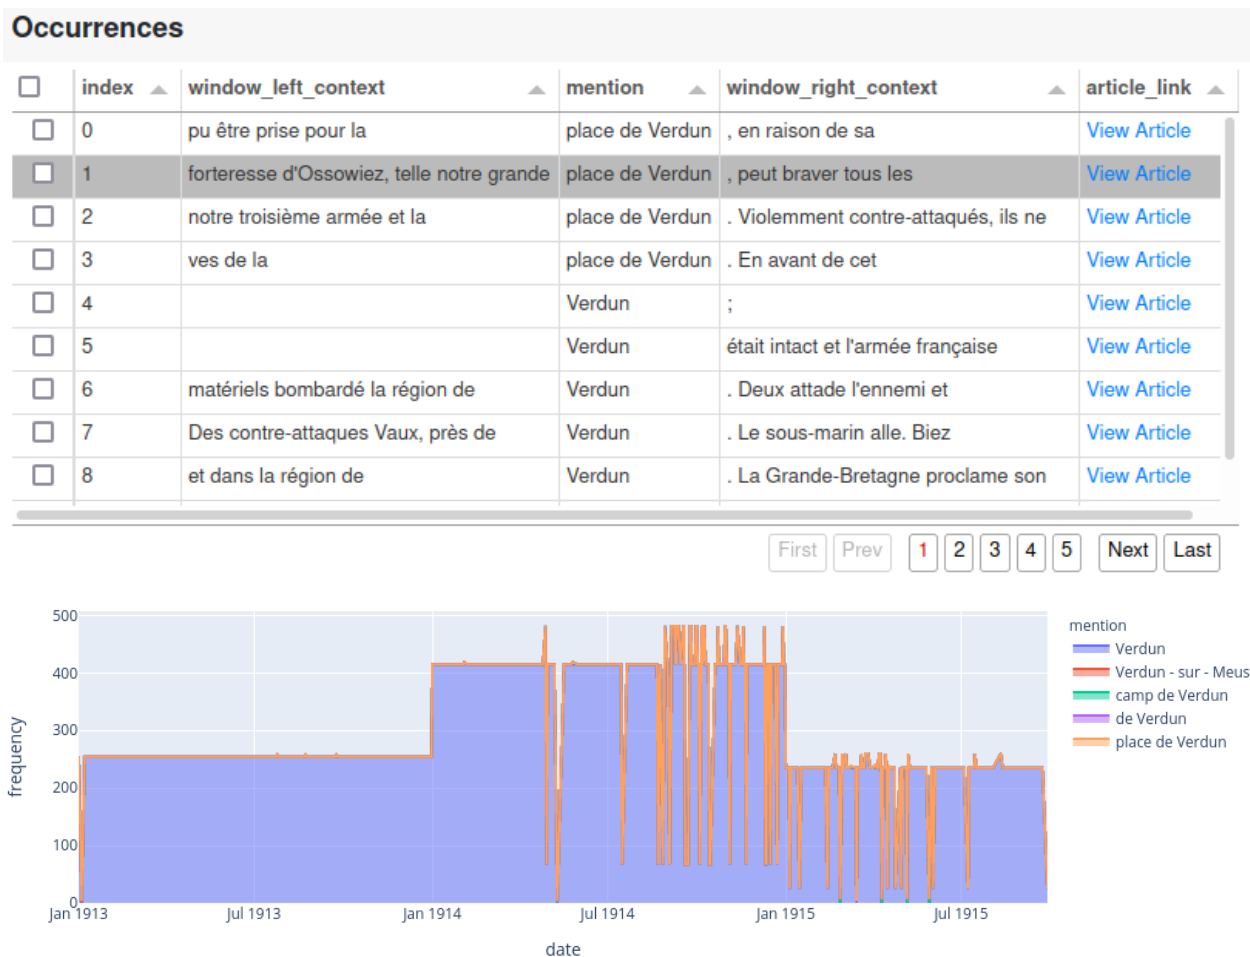 Occurrences
index window_left_context mention window_right_context article_link
0 pu être prise pour la place de Verdun , en raison de sa View Article
1 forteresse d'Ossowiez, telle notre grande place de Verdun , peut braver tous les View Article
2 notre troisième armée et la place de Verdun . Violemment contre-attaqués, ils ne View Article
3 ves de la place de Verdun . En avant de cet View Article
4 Verdun ; View Article
5 Verdun était intact et l'armée française View Article
6 matériels bombardé la région de Verdun . Deux attade l'ennemi et View Article
7 Des contre-attaques Vaux, près de Verdun . Le sous-marin alle. Biez View Article
8 et dans la région de Verdun . La Grande-Bretagne proclame son View Article
First Prev 1 2 3 4 5 Next Last
500
400
300
200
100
0
frequency
Jan 1913 Jul 1913 Jan 1914 Jul 1914 Jan 1915 Jul 1915
date
mention
Verdun
Verdun - sur - Meus
camp de Verdun
de Verdun
place de Verdun